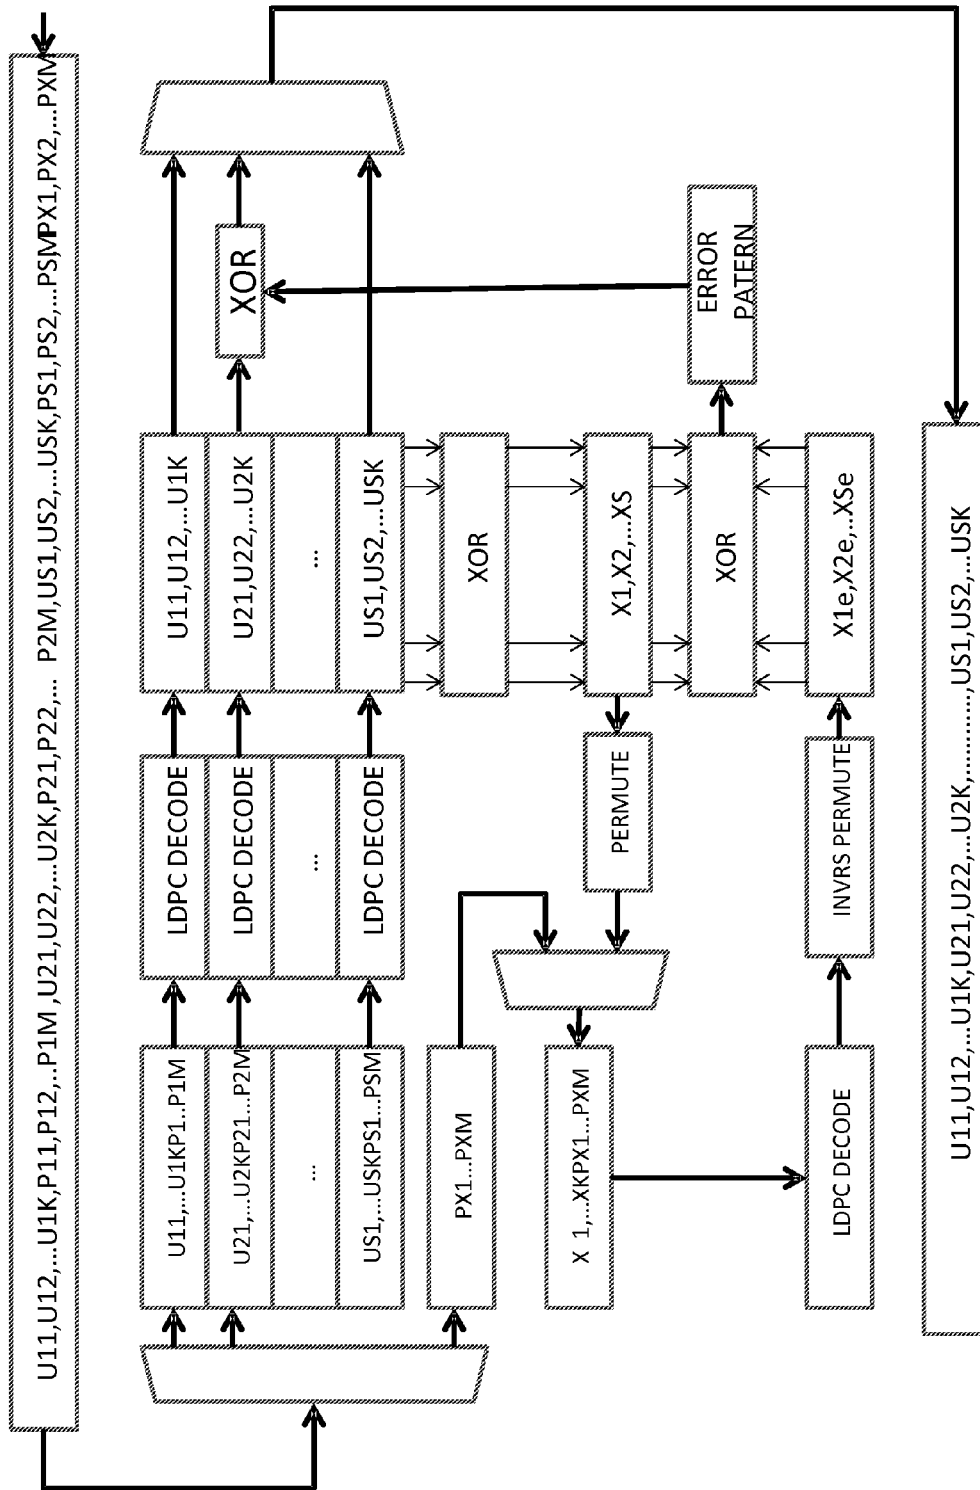 U11,U12,...U1K,P11,P12,..P1M,U21,U22,...U2K,P21,P22,... P2M,US1,US2,...USK,PS1,PS2,...PSMPX1,PX2,...PXM
U11,...U1KP1..P1M
U21,...U2KP21...P2M
...
US1,...USKPS1...PSM
PX1...PXM
X 1,...XKPX1...PXM
LDPC DECODE
LDPC DECODE
LDPC DECODE
...
LDPC DECODE
PERMUTE
INVRS PERMUTE
U11,U12,...U1K
U21,U22,...U2K
...
US1,US2,...USK
XOR
X1,X2,...XS
XOR
X1e,X2e,..XSe
XOR
ERROR
PATERN
U11,U12,...U1K,U21,U22,...U2K,............,US1,US2,...USK